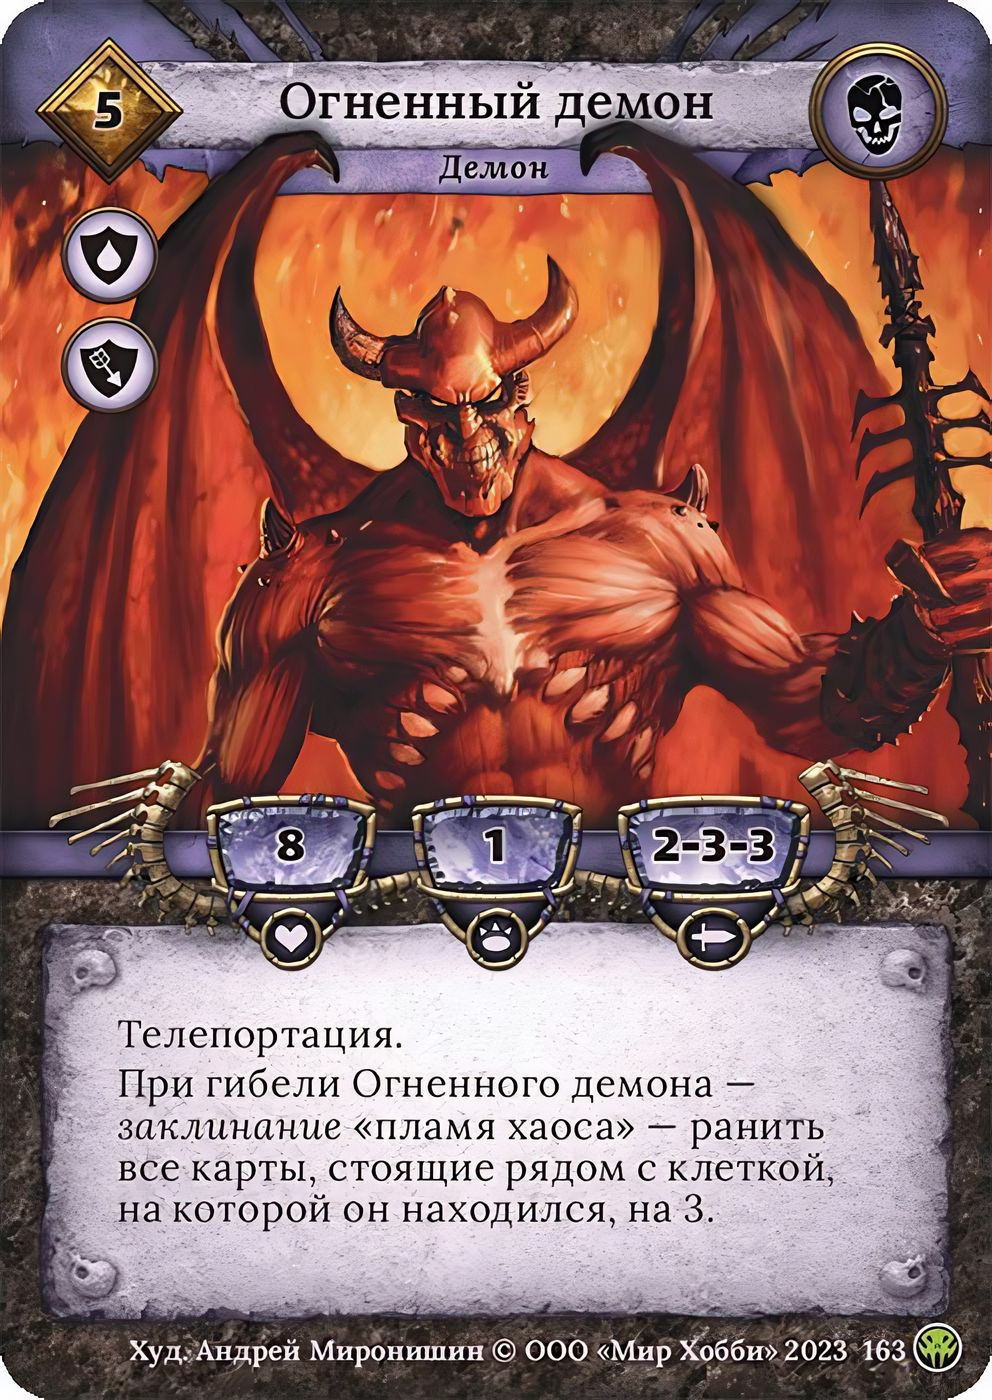 5
Огненный демон
Демон
8
1
2-3-3
Телепортация.
При гибели Огненного демона —
заклинание «пламя хаоса» — ранить
все карты, стоящие рядом с клеткой,
на которой он находился, на 3.
Худ. Андрей Миронишин © ООО «Мир Хобби» 2023 163